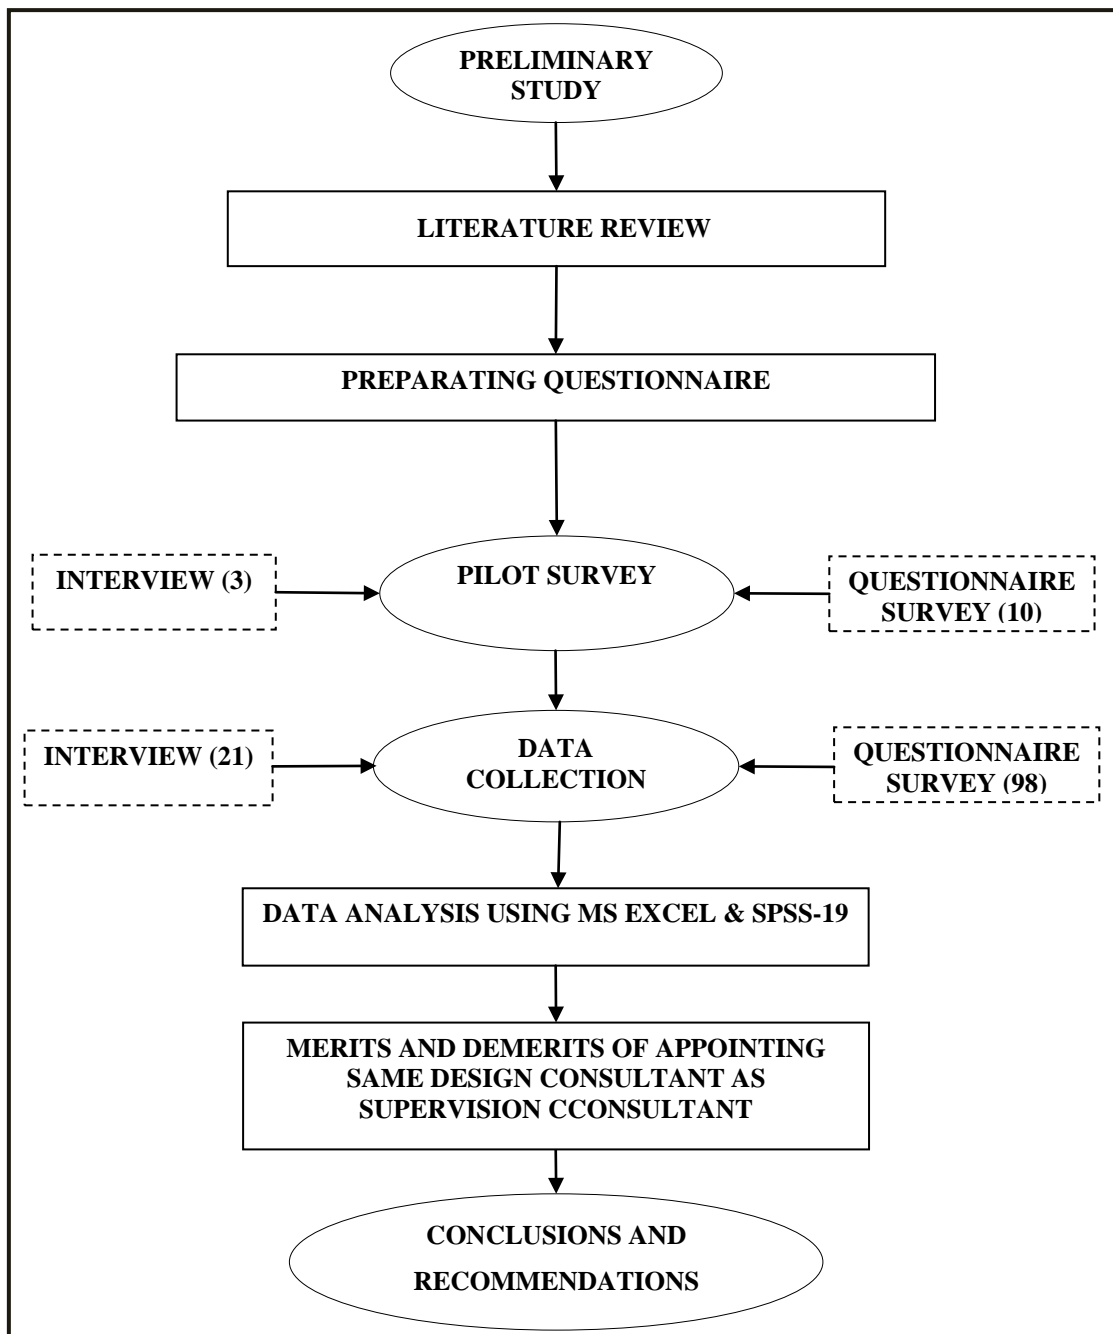 PRELIMINARY
STUDY
LITERATURE REVIEW
PREPARATING QUESTIONNAIRE
INTERVIEW (3)
PILOT SURVEY
QUESTIONNAIRE
SURVEY (10)
INTERVIEW (21)
DATA
COLLECTION
QUESTIONNAIRE
SURVEY (98)
DATA ANALYSIS USING MS EXCEL & SPSS-19
MERITS AND DEMERITS OF APPOINTING
SAME DESIGN CONSULTANT AS
SUPERVISION CCONSULTANT
CONCLUSIONS AND
RECOMMENDATIONS